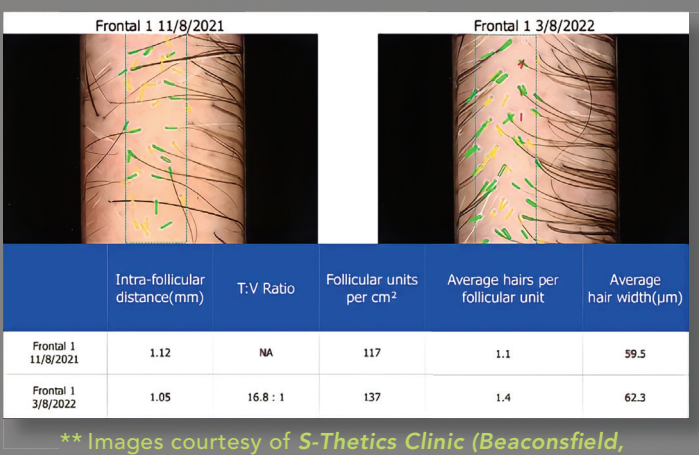 Frontal 1 11/8/2021
Frontal 1 3/8/2022
Intra-follicular
distance(mm)
T:V Ratio
Follicular units
per cm²
Average hairs per
follicular unit
Average
hair width(µm)
Frontal 1
11/8/2021
1.12
NA
117
1.1
59.5
Frontal 1
3/8/2022
1.05
16.8 : 1
137
1.4
62.3
** Images courtesy of S-Thetics Clinic (Beaconsfield,